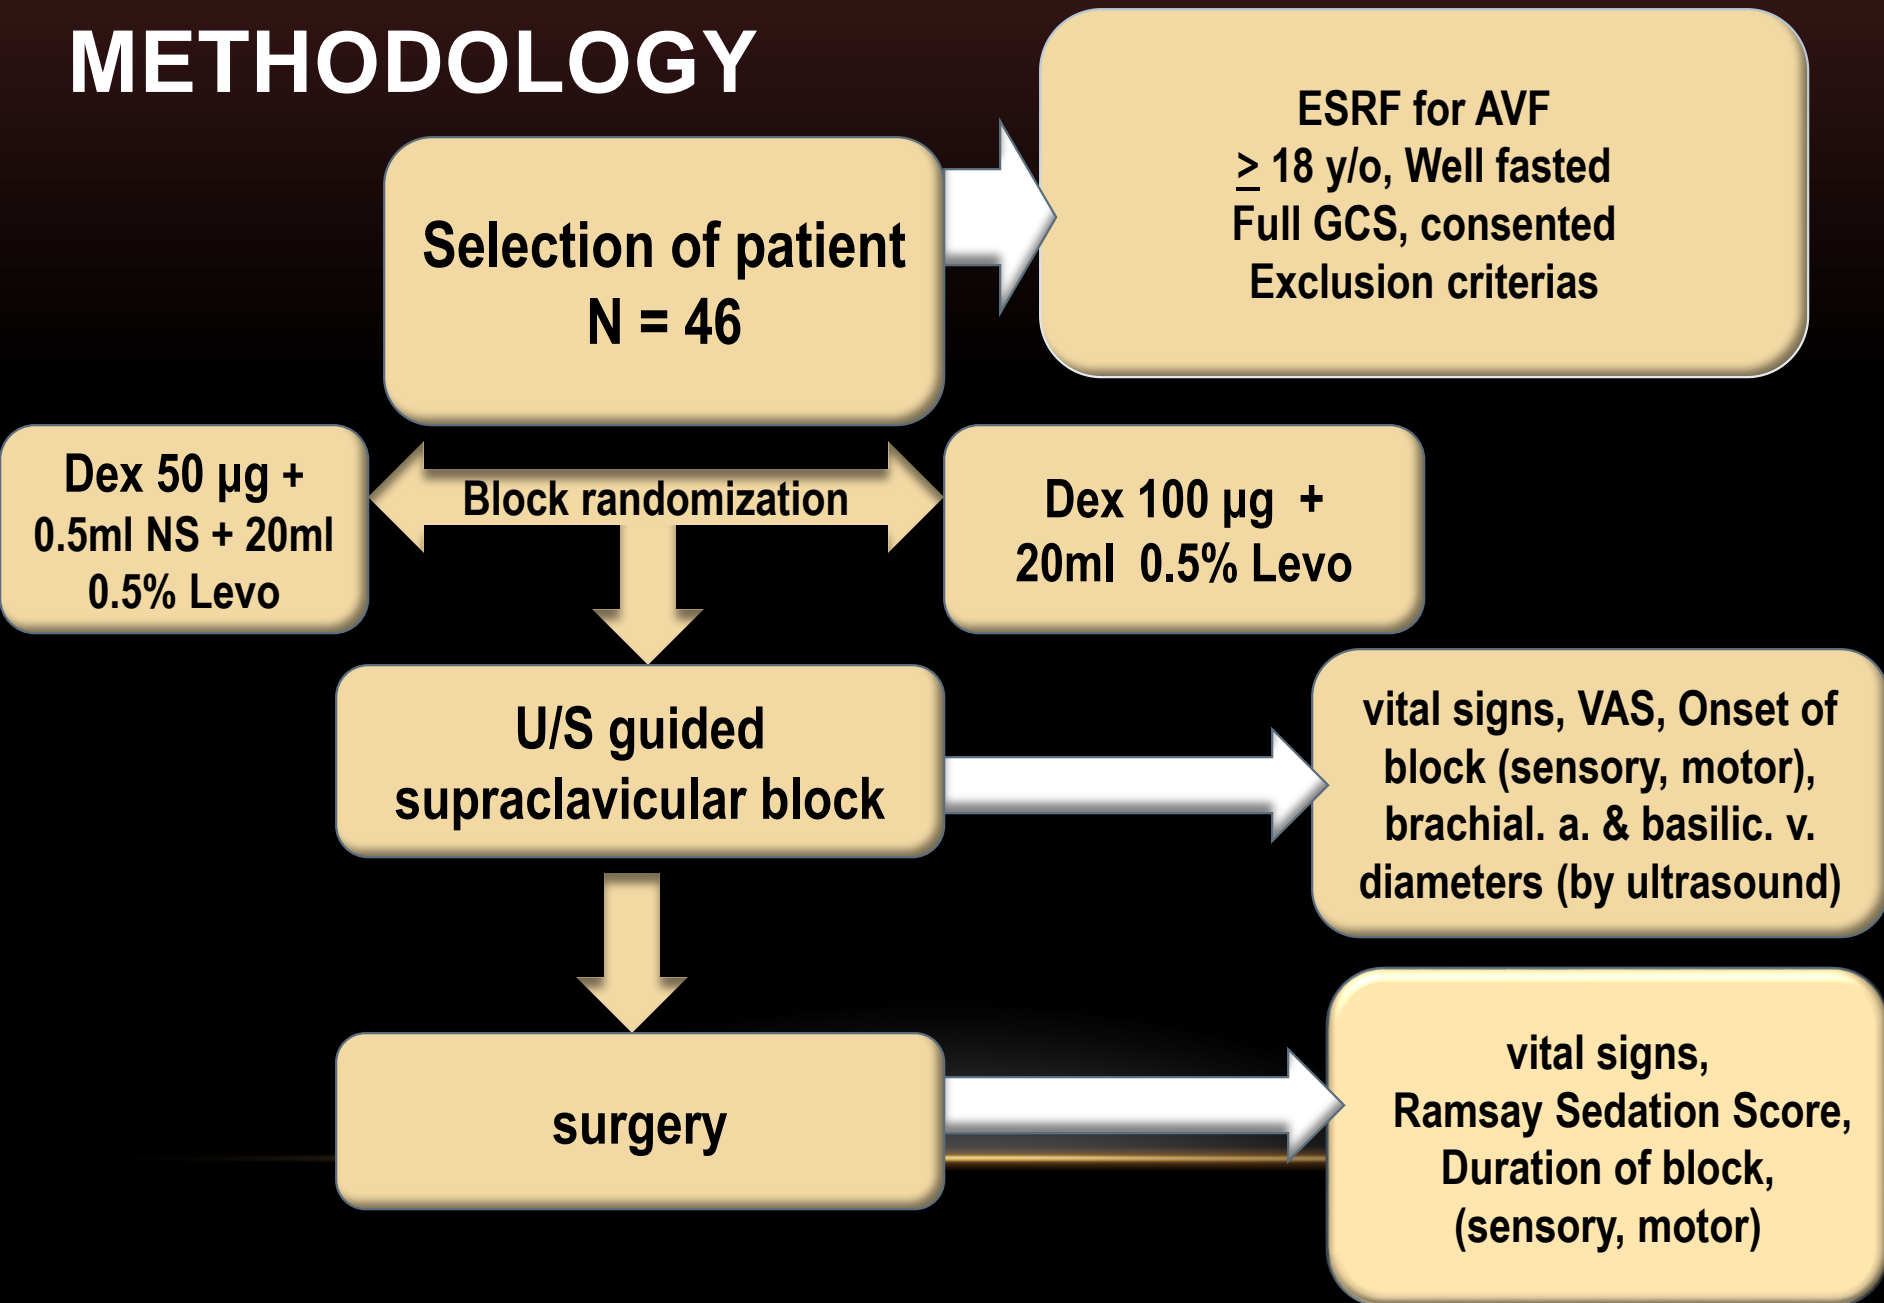 METHODOLOGY
ESRF for AVF
≥ 18 y/o, Well fasted
Full GCS, consented
Exclusion criterias
Selection of patient
N = 46
Dex 50 µg +
0.5ml NS + 20ml
0.5% Levo
Block randomization
Dex 100 µg +
20ml 0.5% Levo
U/S guided
supraclavicular block
vital signs, VAS, Onset of
block (sensory, motor),
brachial. a. & basilic. v.
diameters (by ultrasound)
surgery
vital signs,
Ramsay Sedation Score,
Duration of block,
(sensory, motor)